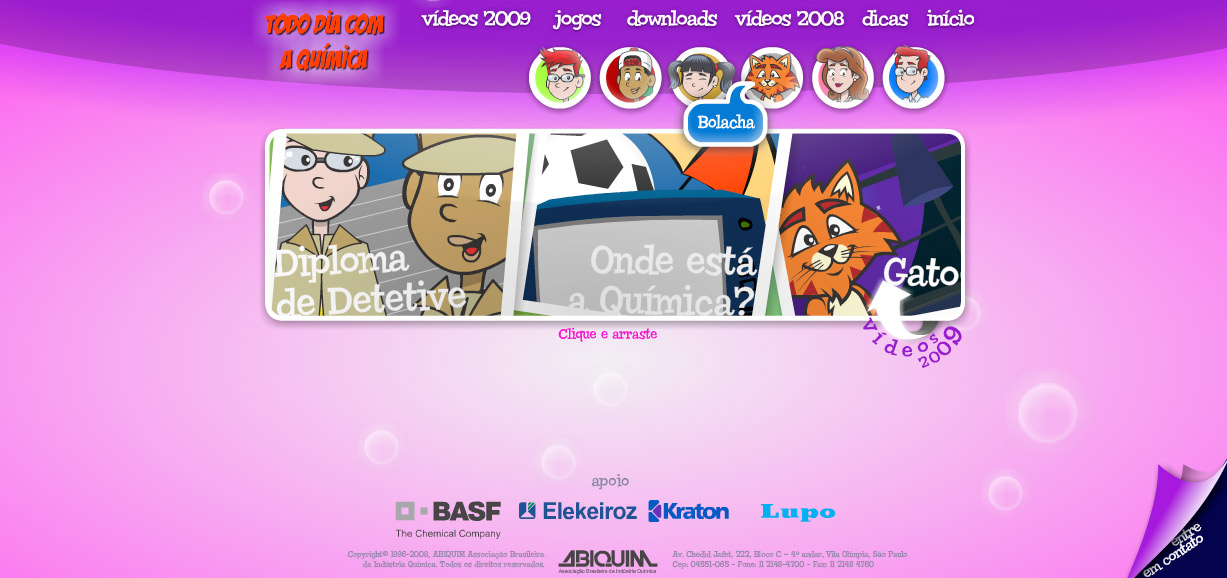 TODO DIA COM
A QUÍMICA
vídeos 2009 jogos downloads vídeos 2008 dicas início
Bolacha
Diploma
de Detetive
Onde está
a Química?
Gato
Clique e arraste
vídeos
2009
apoio
BASF
The Chemical Company
Elekeiroz
Kraton
Lupo
Copyright© 1996-2008, ABIQUIM Associação Brasileira
da Indústria Química. Todos os direitos reservados.
ABIQUIM
Associação Brasileira da Indústria Química
Av. Chedid Jafet, 222, Bloco C - 4º andar, Vila Olímpia, São Paulo
Cep: 04551-065 - Fone: 11 2148-4700 - Fax: 11 2148 4760
entre
em contato